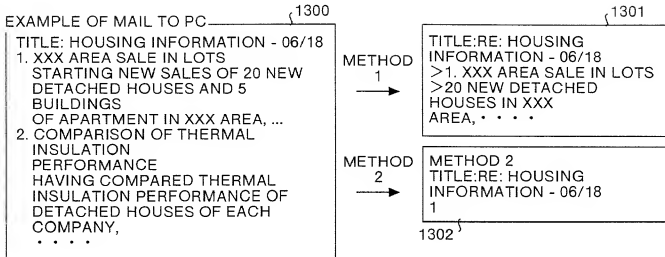 EXAMPLE OF MAIL TO PC
1300
TITLE: HOUSING INFORMATION - 06/18
1. XXX AREA SALE IN LOTS
STARTING NEW SALES OF 20 NEW
DETACHED HOUSES AND 5
BUILDINGS
OF APARTMENT IN XXX AREA, ...
2. COMPARISON OF THERMAL
INSULATION
PERFORMANCE
HAVING COMPARED THERMAL
INSULATION PERFORMANCE OF
DETACHED HOUSES OF EACH
COMPANY,
· · · ·
METHOD
1
1301
TITLE:RE: HOUSING
INFORMATION - 06/18
>1. XXX AREA SALE IN LOTS
>20 NEW DETACHED
HOUSES IN XXX
AREA, · · · ·
METHOD
2
METHOD 2
TITLE:RE: HOUSING
INFORMATION - 06/18
1
1302